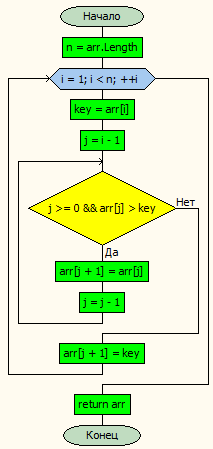 Начало
n = arr.Length
i = 1; i < n; ++i
key = arr[i]
j = i - 1
j >= 0 && arr[j] > key
Нет
Да
arr[j + 1] = arr[j]
j = j - 1
arr[j + 1] = key
return arr
Конец